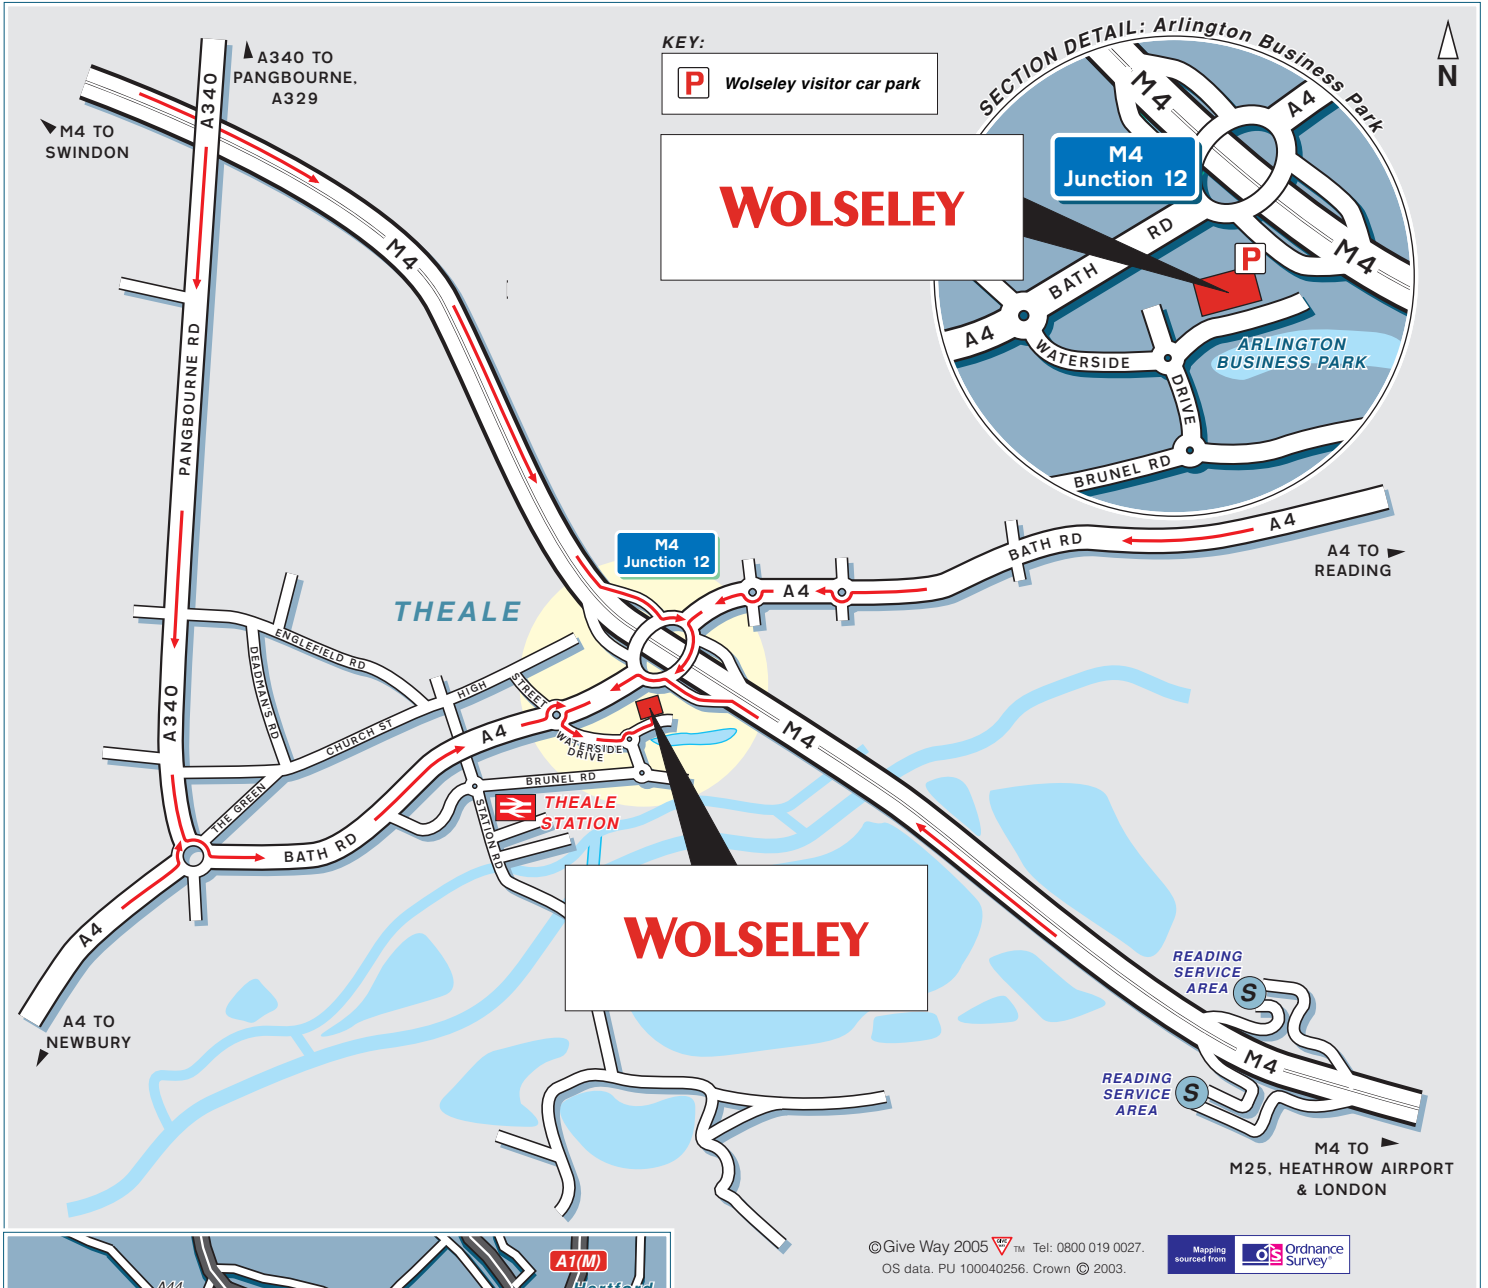 A340 TO
PANGBOURNE,
A329
A340
M4 TO
SWINDON
M4
PANGBOURNE RD
KEY:
P
Wolseley visitor car park
WOLSELEY
SECTION DETAIL: Arlington Business Park
N
M4
A4
M4
Junction 12
BATH RD
M4
P
A4
WATERSIDE
DRIVE
ARLINGTON
BUSINESS PARK
BRUNEL RD
A4
BATH RD
A4 TO
READING
A4
M4
Junction 12
THEALE
ENGLEFIELD RD
DEADMAN'S RD
HIGH
STREET
CHURCH ST
A340
A4
WATERSIDE
DRIVE
M4
BRUNEL RD
THE GREEN
THEALE
STATION
STATION RD
BATH RD
A4
A4 TO
NEWBURY
WOLSELEY
READING
SERVICE
AREA
S
M4
READING
SERVICE
AREA
S
M4 TO
M25, HEATHROW AIRPORT
& LONDON
©Give Way 2005 GIVE WAY TM Tel: 0800 019 0027.
OS data. PU 100040256. Crown © 2003.
Mapping
sourced from
OS Ordnance
Survey®
A1(M)
Hertford
A44